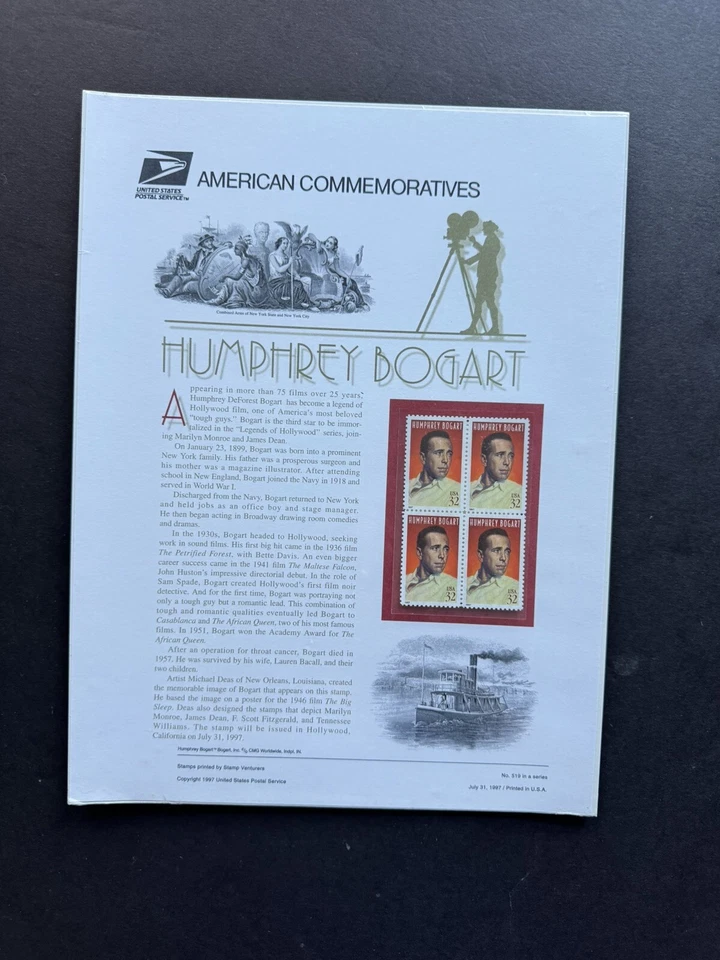 UNITED STATES
POSTAL SERVICE™
AMERICAN COMMEMORATIVES
Combined Arms of New York State and New York City
HUMPHREY BOGART
Appearing in more than 75 films over 25 years,
Humphrey DeForest Bogart has become a legend of
Hollywood film, one of America's most beloved
"tough guys." Bogart is the third star to be immor-
talized in the "Legends of Hollywood" series, join-
ing Marilyn Monroe and James Dean.
On January 23, 1899, Bogart was born into a prominent
New York family. His father was a prosperous surgeon and
his mother was a magazine illustrator. After attending
school in New England, Bogart joined the Navy in 1918 and
served in World War I.
Discharged from the Navy, Bogart returned to New York
and held jobs as an office boy and stage manager.
He then began acting in Broadway drawing room comedies
and dramas.
In the 1930s, Bogart headed to Hollywood, seeking
work in sound films. His first big hit came in the 1936 film
The Petrified Forest, with Bette Davis. An even bigger
career success came in the 1941 film The Maltese Falcon,
John Huston's impressive directorial debut. In the role of
Sam Spade, Bogart created Hollywood's first film noir
detective. And for the first time, Bogart was portraying not
only a tough guy but a romantic lead. This combination of
tough and romantic qualities eventually led Bogart to
Casablanca and The African Queen, two of his most famous
films. In 1951, Bogart won the Academy Award for The
African Queen.
After an operation for throat cancer, Bogart died in
1957. He was survived by his wife, Lauren Bacall, and their
two children.
Artist Michael Deas of New Orleans, Louisiana, created
the memorable image of Bogart that appears on this stamp.
He based the image on a poster for the 1946 film The Big
Sleep. Deas also designed the stamps that depict Marilyn
Monroe, James Dean, F. Scott Fitzgerald, and Tennessee
Williams. The stamp will be issued in Hollywood,
California on July 31, 1997.
HUMPHREY BOGART
USA
32
HUMPHREY BOGART
USA
32
HUMPHREY BOGART
USA
32
HUMPHREY BOGART
USA
32
Humphrey Bogart™ Bogart, Inc. c/o CMG Worldwide, Indpl. IN.
Stamps printed by Stamp Venturers
Copyright 1997 United States Postal Service
No. 519 in a series
July 31, 1997 / Printed in U.S.A.